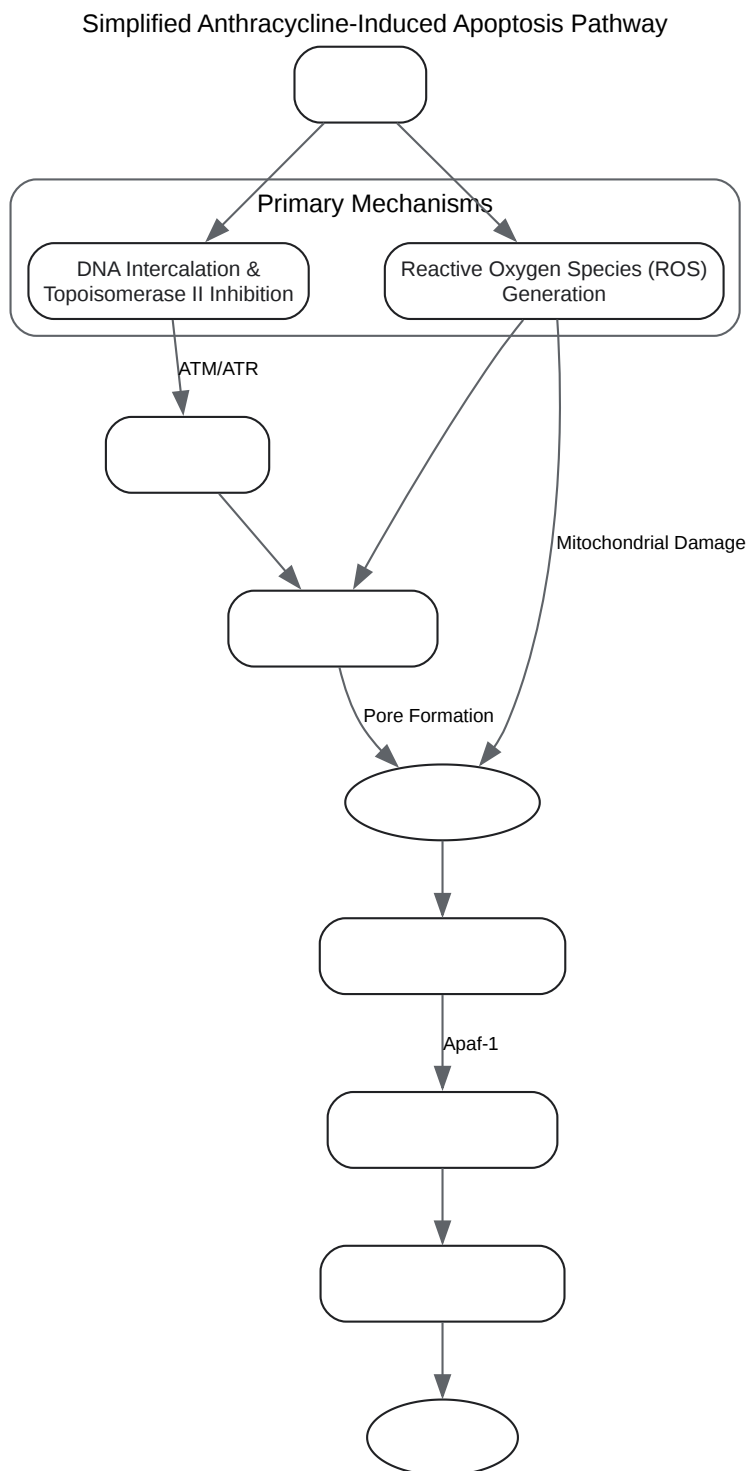 Simplified Anthracycline-Induced Apoptosis Pathway
Primary Mechanisms
DNA Intercalation &
Topoisomerase II Inhibition
Reactive Oxygen Species (ROS)
Generation
ATM/ATR
Mitochondrial Damage
Pore Formation
Apaf-1